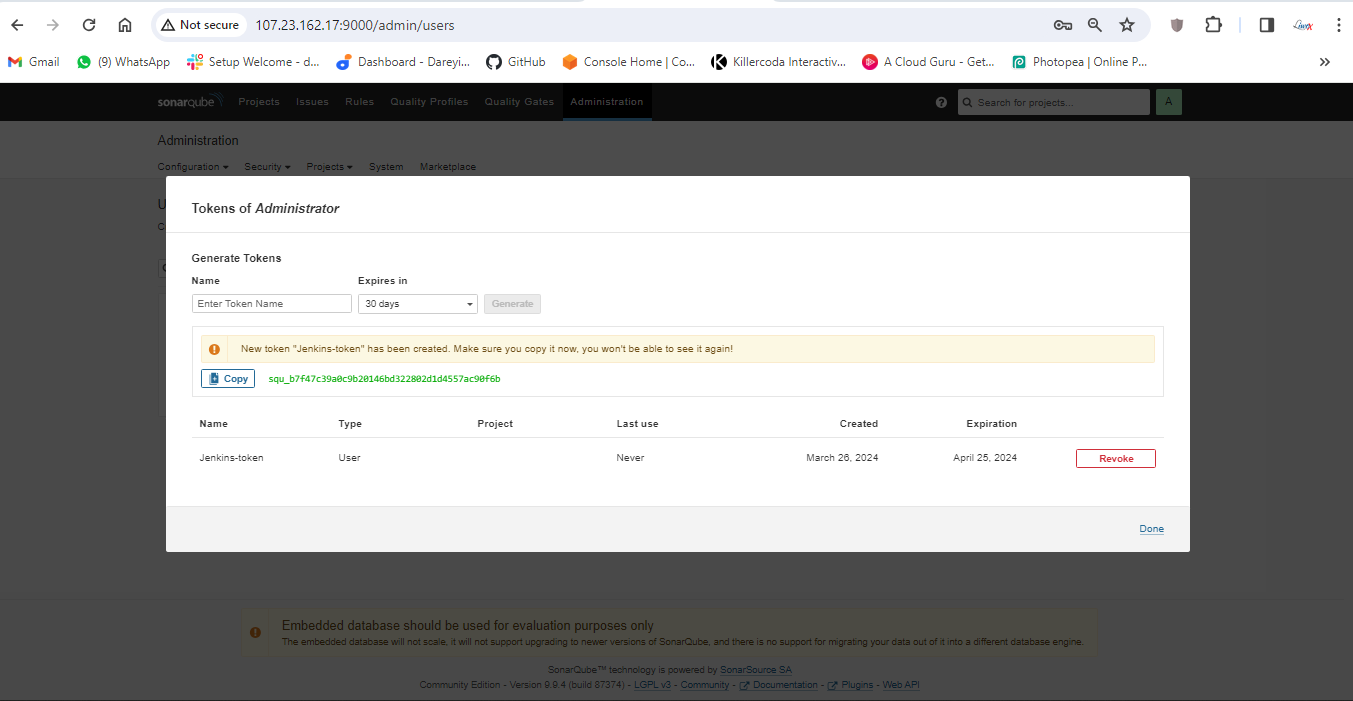 Not secure 107.23.162.17:9000/admin/users
Gmail (9) WhatsApp Setup Welcome - d... Dashboard - Dareyi... GitHub Console Home | Co... Killercoda Interactiv... A Cloud Guru - Get... Photopea | Online P... »
sonarqube Projects Issues Rules Quality Profiles Quality Gates Administration ? Search for projects... A
Administration
Configuration Security Projects System Marketplace
U
C
Tokens of Administrator
Generate Tokens
Name Expires in
Enter Token Name 30 days Generate
New token "Jenkins-token" has been created. Make sure you copy it now, you won't be able to see it again!
Copy squ_b7f47c39a0c9b20146bd322802d1d4557ac90f6b
Name Type Project Last use Created Expiration
Jenkins-token User Never March 26, 2024 April 25, 2024 Revoke
Done
Embedded database should be used for evaluation purposes only
The embedded database will not scale, it will not support upgrading to newer versions of SonarQube, and there is no support for migrating your data out of it into a different database engine.
SonarQube™ technology is powered by SonarSource SA
Community Edition - Version 9.9.4 (build 87374) - LGPL v3 - Community - Documentation - Plugins - Web API